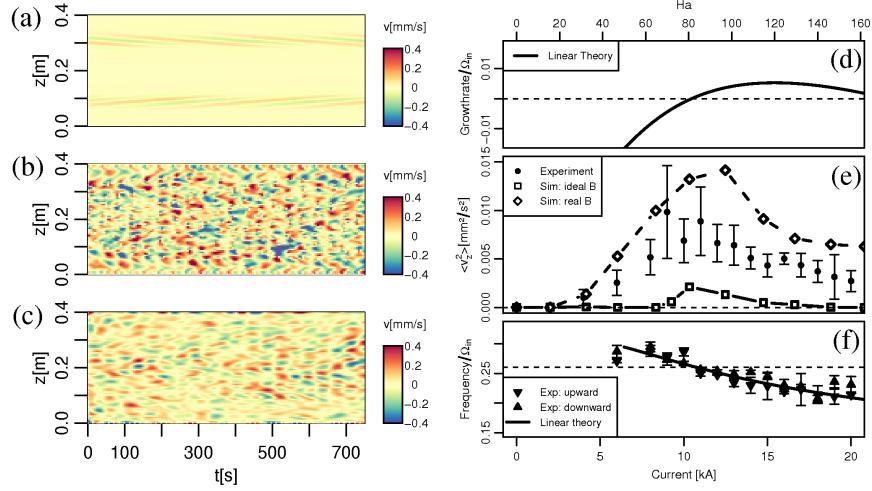 (a)
z[m]
0.4
0.2
0.0
v[mm/s]
0.4
0.2
0
−0.2
−0.4
(b)
z[m]
0.4
0.2
0.0
v[mm/s]
0.4
0.2
0
−0.2
−0.4
(c)
z[m]
0.4
0.2
0.0
v[mm/s]
0.4
0.2
0
−0.2
−0.4
0 100 300 500 700
t[s]
Ha
0 20 40 60 80 100 120 140 160
(d)
Linear Theory
Growthrate/Ωin
0.01
−0.01
(e)
Experiment
Sim: ideal B
Sim: real B
<v²z>[mm²/s²]
0.015
0.010
0.005
0.000
(f)
Exp: upward
Exp: downward
Linear theory
Frequency/Ωin
0.25
0.15
0 5 10 15 20
Current [kA]